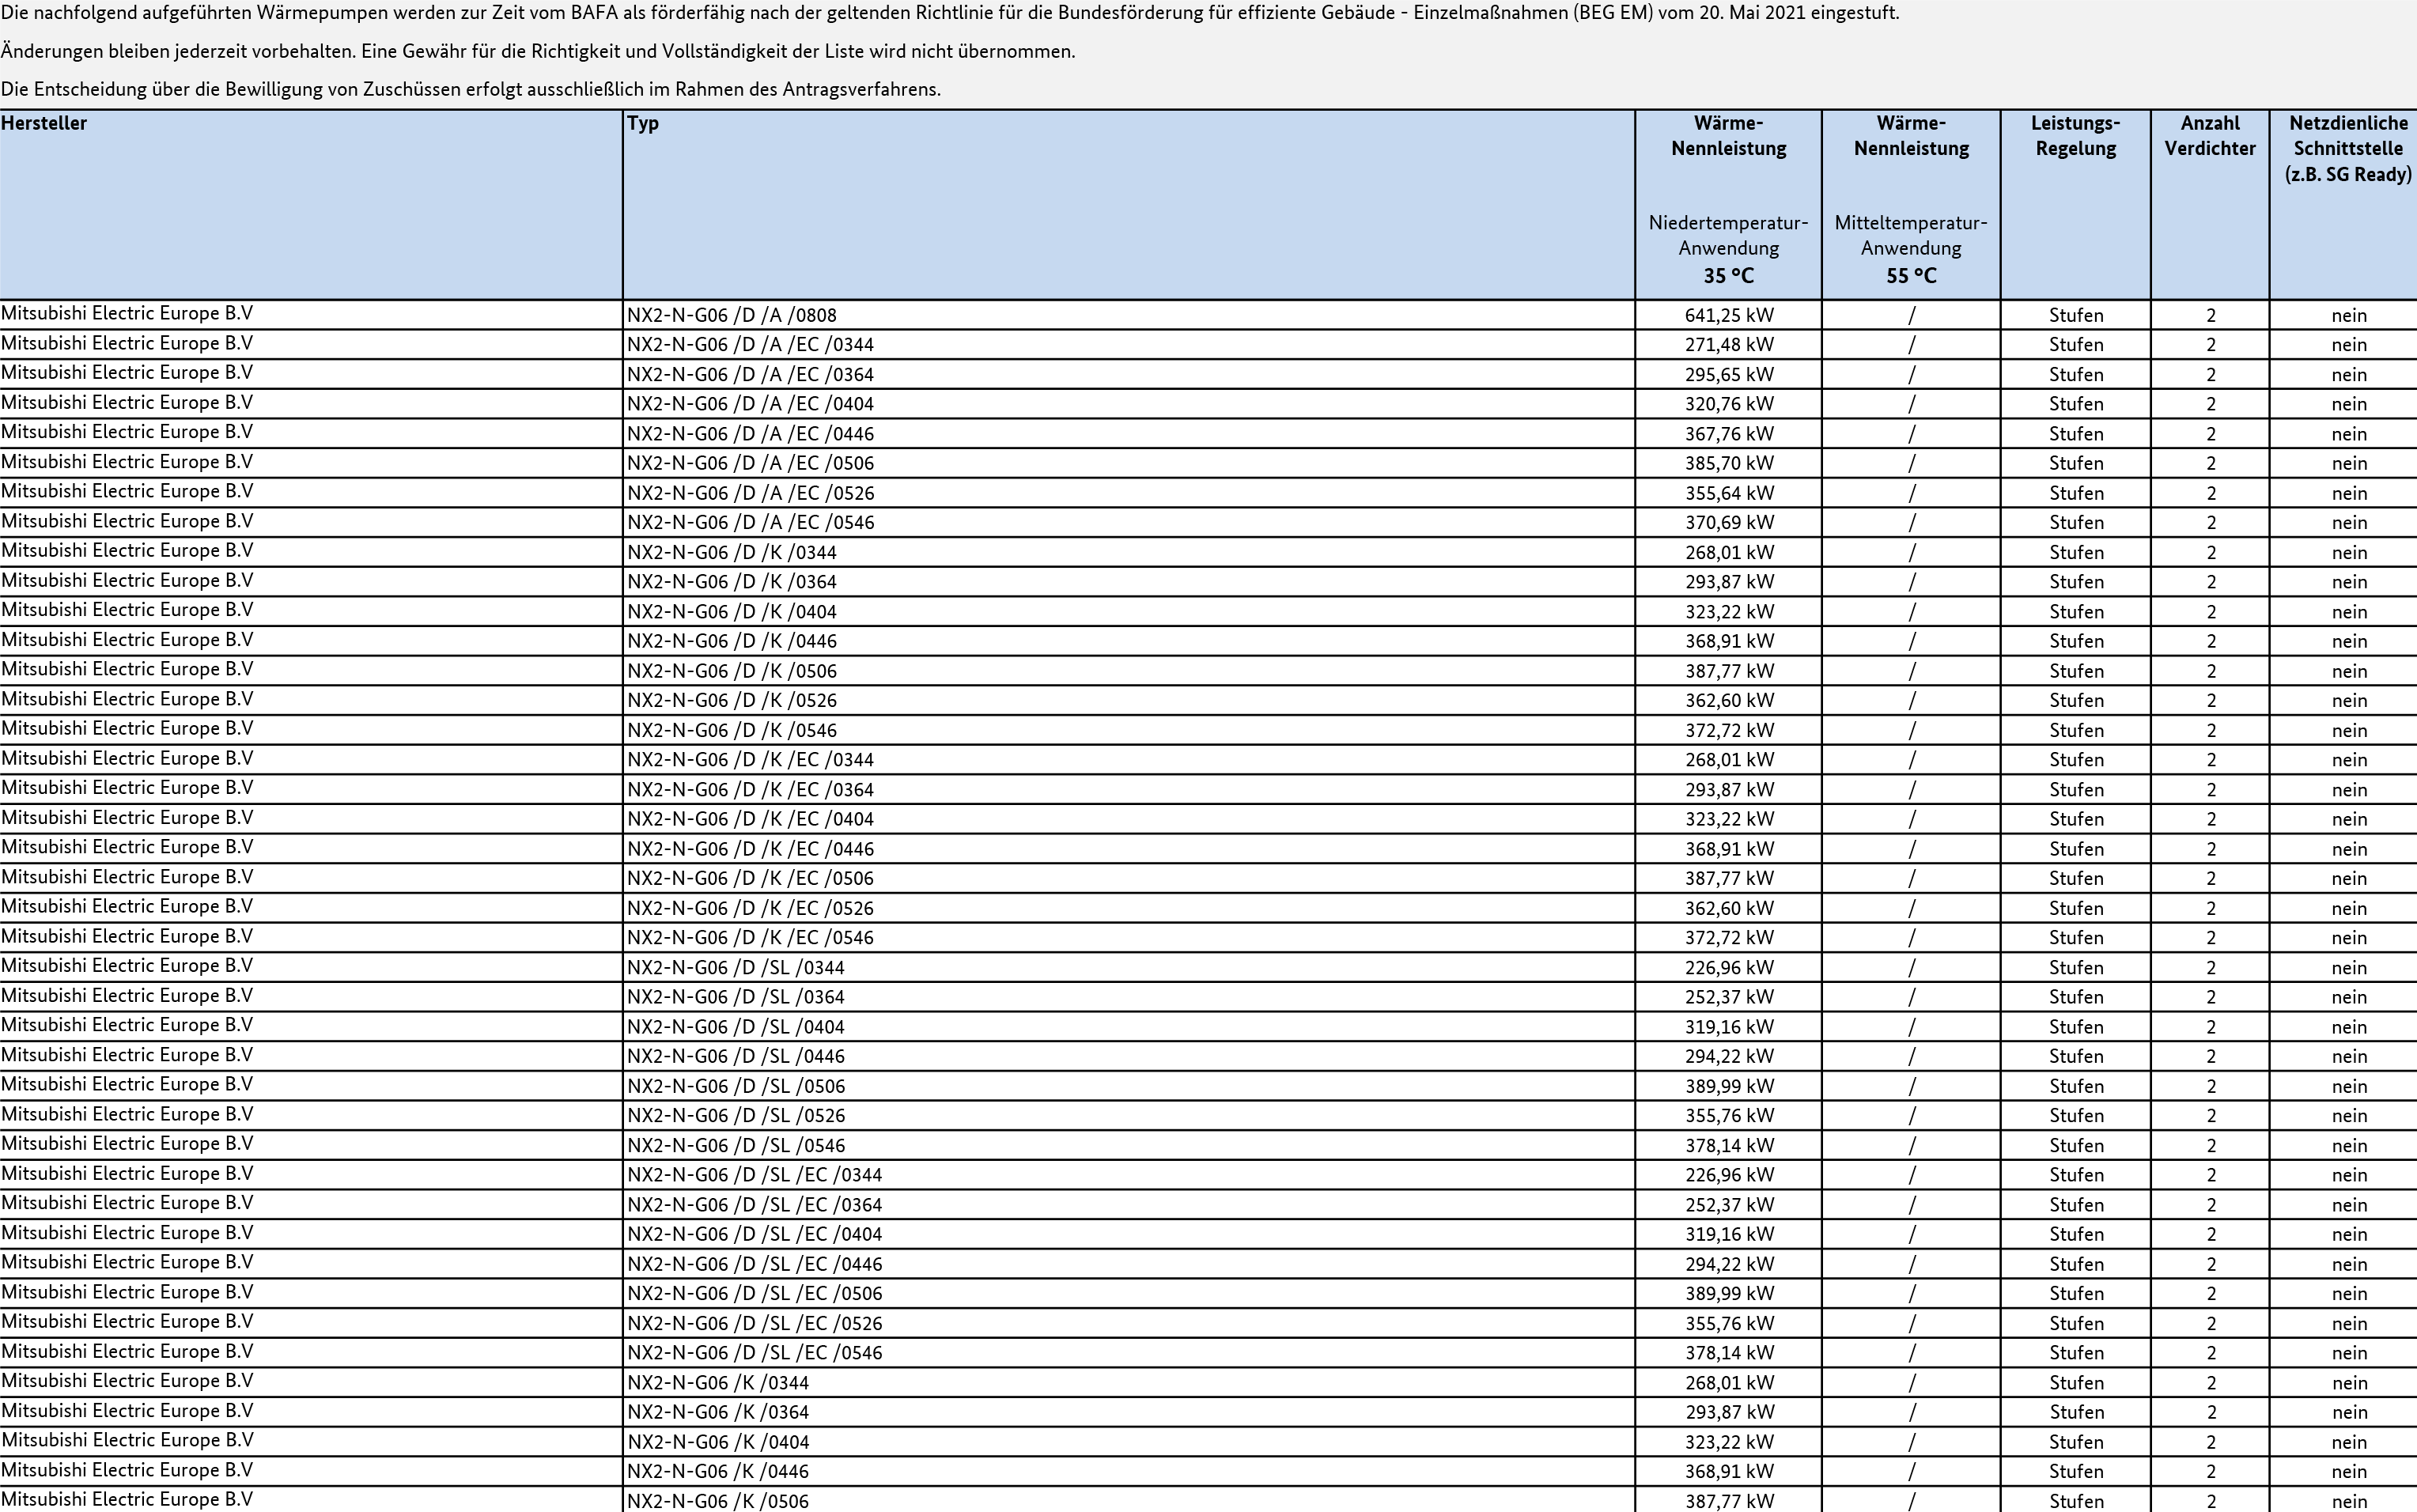 Die nachfolgend aufgeführten Wärmepumpen werden zur Zeit vom BAFA als förderfähig nach der geltenden Richtlinie für die Bundesförderung für effiziente Gebäude - Einzelmaßnahmen (BEG EM) vom 20. Mai 2021 eingestuft.
Änderungen bleiben jederzeit vorbehalten. Eine Gewähr für die Richtigkeit und Vollständigkeit der Liste wird nicht übernommen.
Die Entscheidung über die Bewilligung von Zuschüssen erfolgt ausschließlich im Rahmen des Antragsverfahrens.
Hersteller Typ Wärme- Wärme- Leistungs- Anzahl Netzdienliche
Nennleistung Nennleistung Regelung Verdichter Schnittstelle
(z.B. SG Ready)
Niedertemperatur- Mitteltemperatur-
Anwendung Anwendung
35 °C 55 °C
Mitsubishi Electric Europe B.V NX2-N-G06 /D /A /0808 641,25 kW / Stufen 2 nein
Mitsubishi Electric Europe B.V NX2-N-G06 /D /A /EC /0344 271,48 kW / Stufen 2 nein
Mitsubishi Electric Europe B.V NX2-N-G06 /D /A /EC /0364 295,65 kW / Stufen 2 nein
Mitsubishi Electric Europe B.V NX2-N-G06 /D /A /EC /0404 320,76 kW / Stufen 2 nein
Mitsubishi Electric Europe B.V NX2-N-G06 /D /A /EC /0446 367,76 kW / Stufen 2 nein
Mitsubishi Electric Europe B.V NX2-N-G06 /D /A /EC /0506 385,70 kW / Stufen 2 nein
Mitsubishi Electric Europe B.V NX2-N-G06 /D /A /EC /0526 355,64 kW / Stufen 2 nein
Mitsubishi Electric Europe B.V NX2-N-G06 /D /A /EC /0546 370,69 kW / Stufen 2 nein
Mitsubishi Electric Europe B.V NX2-N-G06 /D /K /0344 268,01 kW / Stufen 2 nein
Mitsubishi Electric Europe B.V NX2-N-G06 /D /K /0364 293,87 kW / Stufen 2 nein
Mitsubishi Electric Europe B.V NX2-N-G06 /D /K /0404 323,22 kW / Stufen 2 nein
Mitsubishi Electric Europe B.V NX2-N-G06 /D /K /0446 368,91 kW / Stufen 2 nein
Mitsubishi Electric Europe B.V NX2-N-G06 /D /K /0506 387,77 kW / Stufen 2 nein
Mitsubishi Electric Europe B.V NX2-N-G06 /D /K /0526 362,60 kW / Stufen 2 nein
Mitsubishi Electric Europe B.V NX2-N-G06 /D /K /0546 372,72 kW / Stufen 2 nein
Mitsubishi Electric Europe B.V NX2-N-G06 /D /K /EC /0344 268,01 kW / Stufen 2 nein
Mitsubishi Electric Europe B.V NX2-N-G06 /D /K /EC /0364 293,87 kW / Stufen 2 nein
Mitsubishi Electric Europe B.V NX2-N-G06 /D /K /EC /0404 323,22 kW / Stufen 2 nein
Mitsubishi Electric Europe B.V NX2-N-G06 /D /K /EC /0446 368,91 kW / Stufen 2 nein
Mitsubishi Electric Europe B.V NX2-N-G06 /D /K /EC /0506 387,77 kW / Stufen 2 nein
Mitsubishi Electric Europe B.V NX2-N-G06 /D /K /EC /0526 362,60 kW / Stufen 2 nein
Mitsubishi Electric Europe B.V NX2-N-G06 /D /K /EC /0546 372,72 kW / Stufen 2 nein
Mitsubishi Electric Europe B.V NX2-N-G06 /D /SL /0344 226,96 kW / Stufen 2 nein
Mitsubishi Electric Europe B.V NX2-N-G06 /D /SL /0364 252,37 kW / Stufen 2 nein
Mitsubishi Electric Europe B.V NX2-N-G06 /D /SL /0404 319,16 kW / Stufen 2 nein
Mitsubishi Electric Europe B.V NX2-N-G06 /D /SL /0446 294,22 kW / Stufen 2 nein
Mitsubishi Electric Europe B.V NX2-N-G06 /D /SL /0506 389,99 kW / Stufen 2 nein
Mitsubishi Electric Europe B.V NX2-N-G06 /D /SL /0526 355,76 kW / Stufen 2 nein
Mitsubishi Electric Europe B.V NX2-N-G06 /D /SL /0546 378,14 kW / Stufen 2 nein
Mitsubishi Electric Europe B.V NX2-N-G06 /D /SL /EC /0344 226,96 kW / Stufen 2 nein
Mitsubishi Electric Europe B.V NX2-N-G06 /D /SL /EC /0364 252,37 kW / Stufen 2 nein
Mitsubishi Electric Europe B.V NX2-N-G06 /D /SL /EC /0404 319,16 kW / Stufen 2 nein
Mitsubishi Electric Europe B.V NX2-N-G06 /D /SL /EC /0446 294,22 kW / Stufen 2 nein
Mitsubishi Electric Europe B.V NX2-N-G06 /D /SL /EC /0506 389,99 kW / Stufen 2 nein
Mitsubishi Electric Europe B.V NX2-N-G06 /D /SL /EC /0526 355,76 kW / Stufen 2 nein
Mitsubishi Electric Europe B.V NX2-N-G06 /D /SL /EC /0546 378,14 kW / Stufen 2 nein
Mitsubishi Electric Europe B.V NX2-N-G06 /K /0344 268,01 kW / Stufen 2 nein
Mitsubishi Electric Europe B.V NX2-N-G06 /K /0364 293,87 kW / Stufen 2 nein
Mitsubishi Electric Europe B.V NX2-N-G06 /K /0404 323,22 kW / Stufen 2 nein
Mitsubishi Electric Europe B.V NX2-N-G06 /K /0446 368,91 kW / Stufen 2 nein
Mitsubishi Electric Europe B.V NX2-N-G06 /K /0506 387,77 kW / Stufen 2 nein